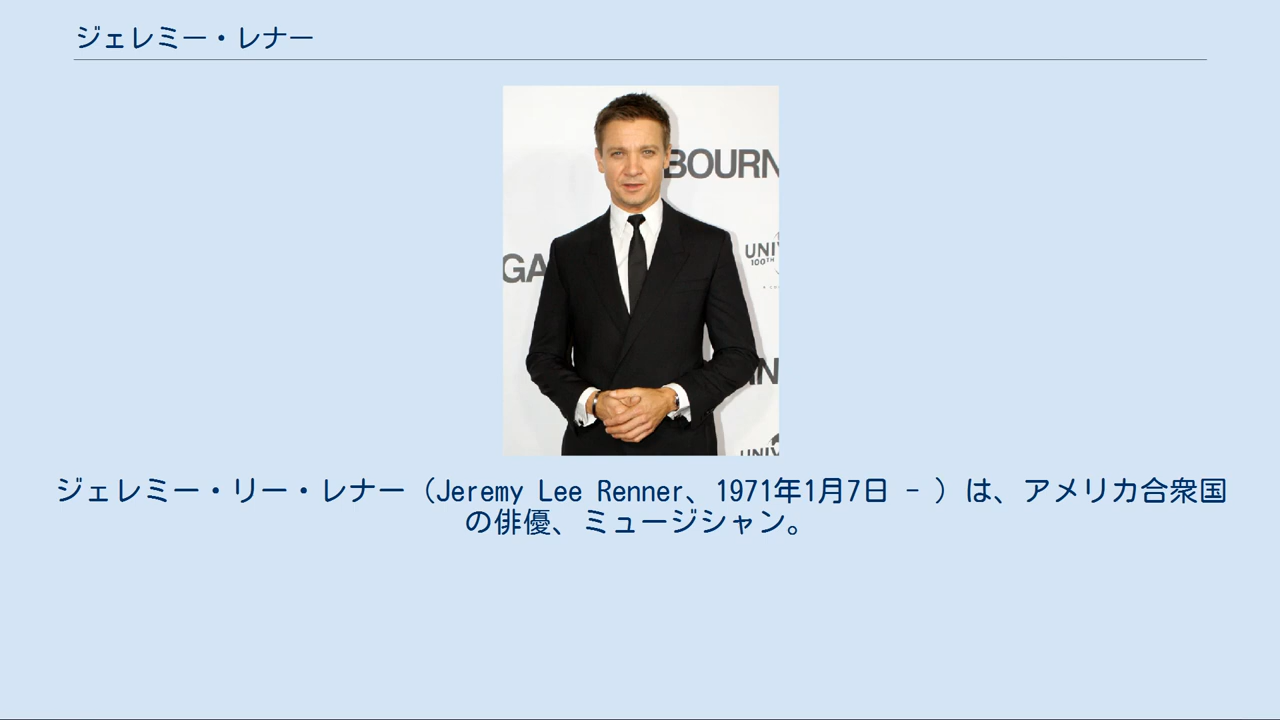 ジェレミー・レナー
BOURN
UNIV
100TH
GA
ジェレミー・リー・レナー（Jeremy Lee Renner、1971年1月7日 - ）は、アメリカ合衆国
の俳優、ミュージシャン。